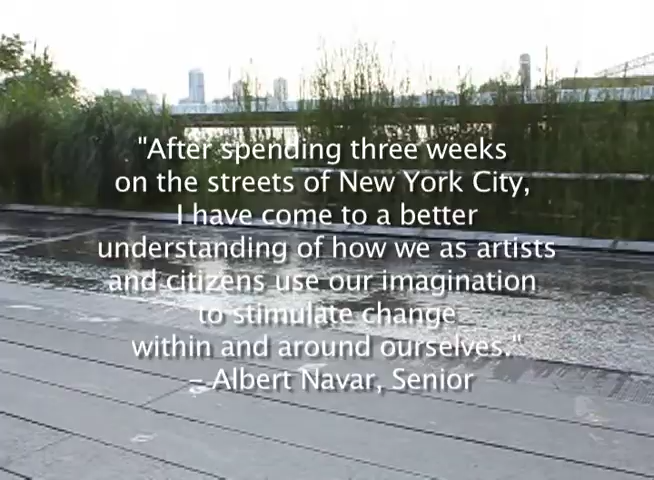 "After spending three weeks
on the streets of New York City,
I have come to a better
understanding of how we as artists
and citizens use our imagination
to stimulate change
within and around ourselves."
– Albert Navar, Senior